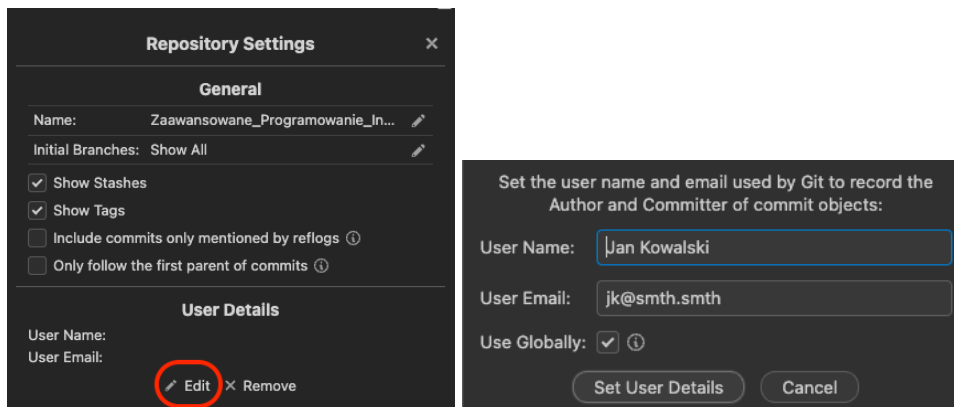 Repository Settings
General
Name: Zaawansowane_Programowanie_In...
Initial Branches: Show All
Show Stashes
Show Tags
Include commits only mentioned by reflogs
Only follow the first parent of commits
User Details
User Name:
User Email:
Edit Remove
Set the user name and email used by Git to record the
Author and Committer of commit objects:
User Name: Jan Kowalski
User Email: jk@smth.smth
Use Globally:
Set User Details Cancel